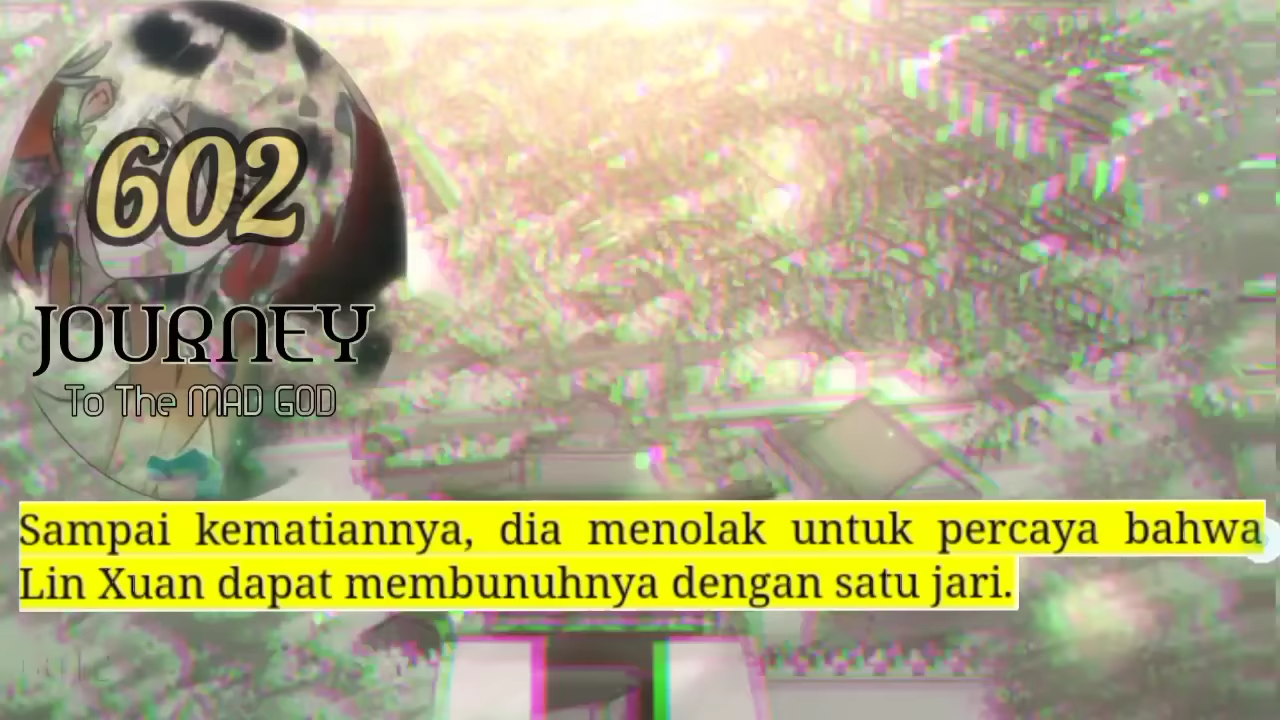 602
JOURNEY
To The MAD GOD
Sampai kematiannya, dia menolak untuk percaya bahwa
Lin Xuan dapat membunuhnya dengan satu jari.